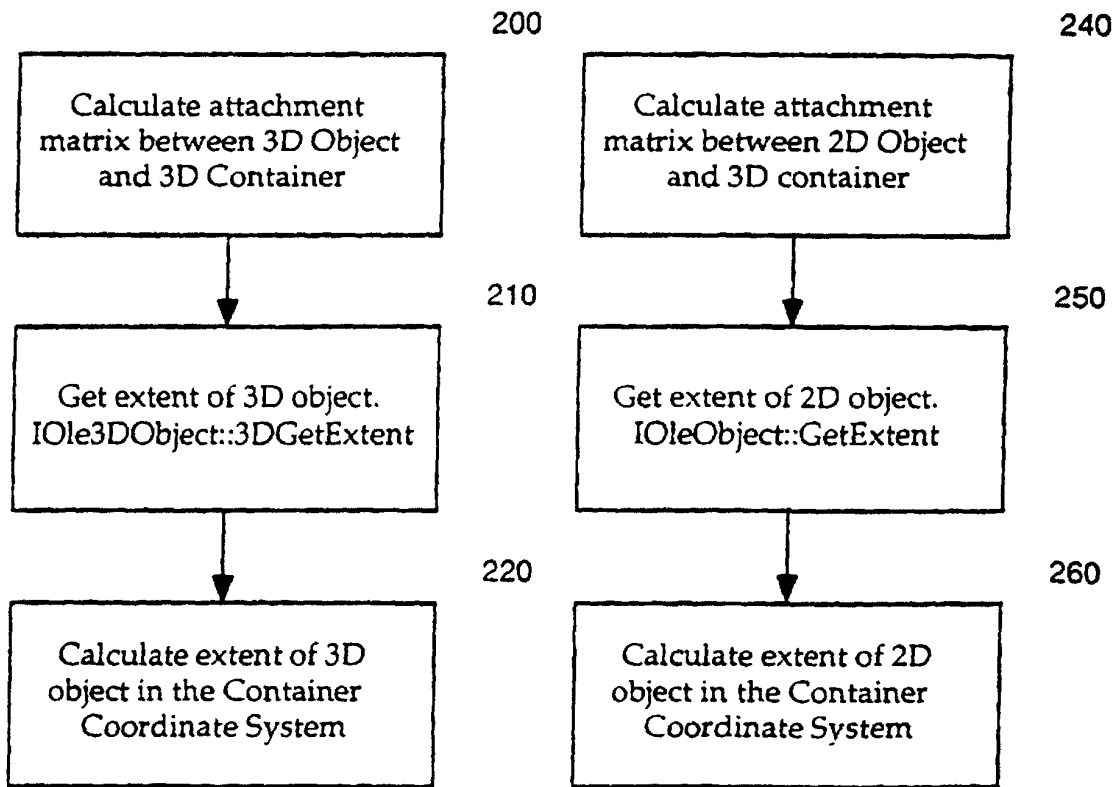 200
Calculate attachment
matrix between 3D Object
and 3D Container
210
Get extent of 3D object.
IOle3DObject::3DGetExtent
220
Calculate extent of 3D
object in the Container
Coordinate System
240
Calculate attachment
matrix between 2D Object
and 3D container
250
Get extent of 2D object.
IOleObject::GetExtent
260
Calculate extent of 2D
object in the Container
Coordinate System